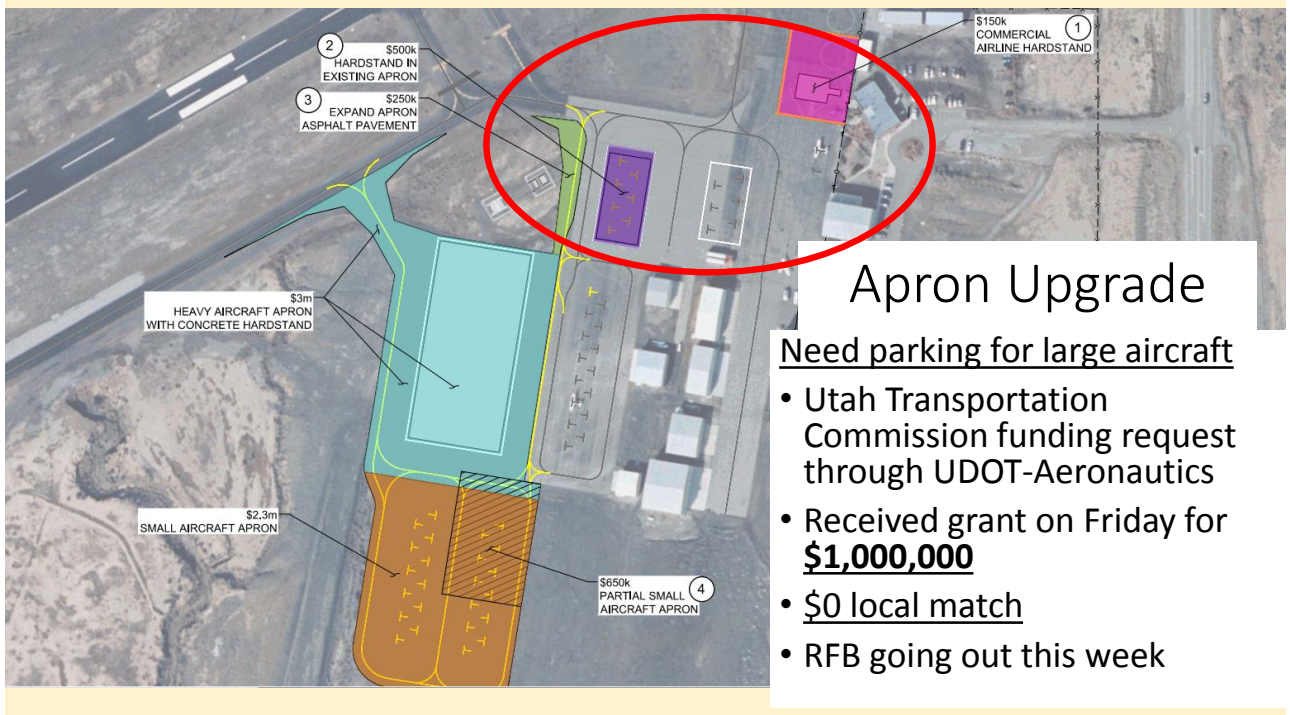 2
$500k
HARDSTAND IN
EXISTING APRON
3
$250k
EXPAND APRON
ASPHALT PAVEMENT
$150k
COMMERCIAL
AIRLINE HARDSTAND
1
$3m
HEAVY AIRCRAFT APRON
WITH CONCRETE HARDSTAND
$2.3m
SMALL AIRCRAFT APRON
$650k
PARTIAL SMALL
AIRCRAFT APRON
4
Apron Upgrade
Need parking for large aircraft
• Utah Transportation
Commission funding request
through UDOT-Aeronautics
• Received grant on Friday for
$1,000,000
• $0 local match
• RFB going out this week